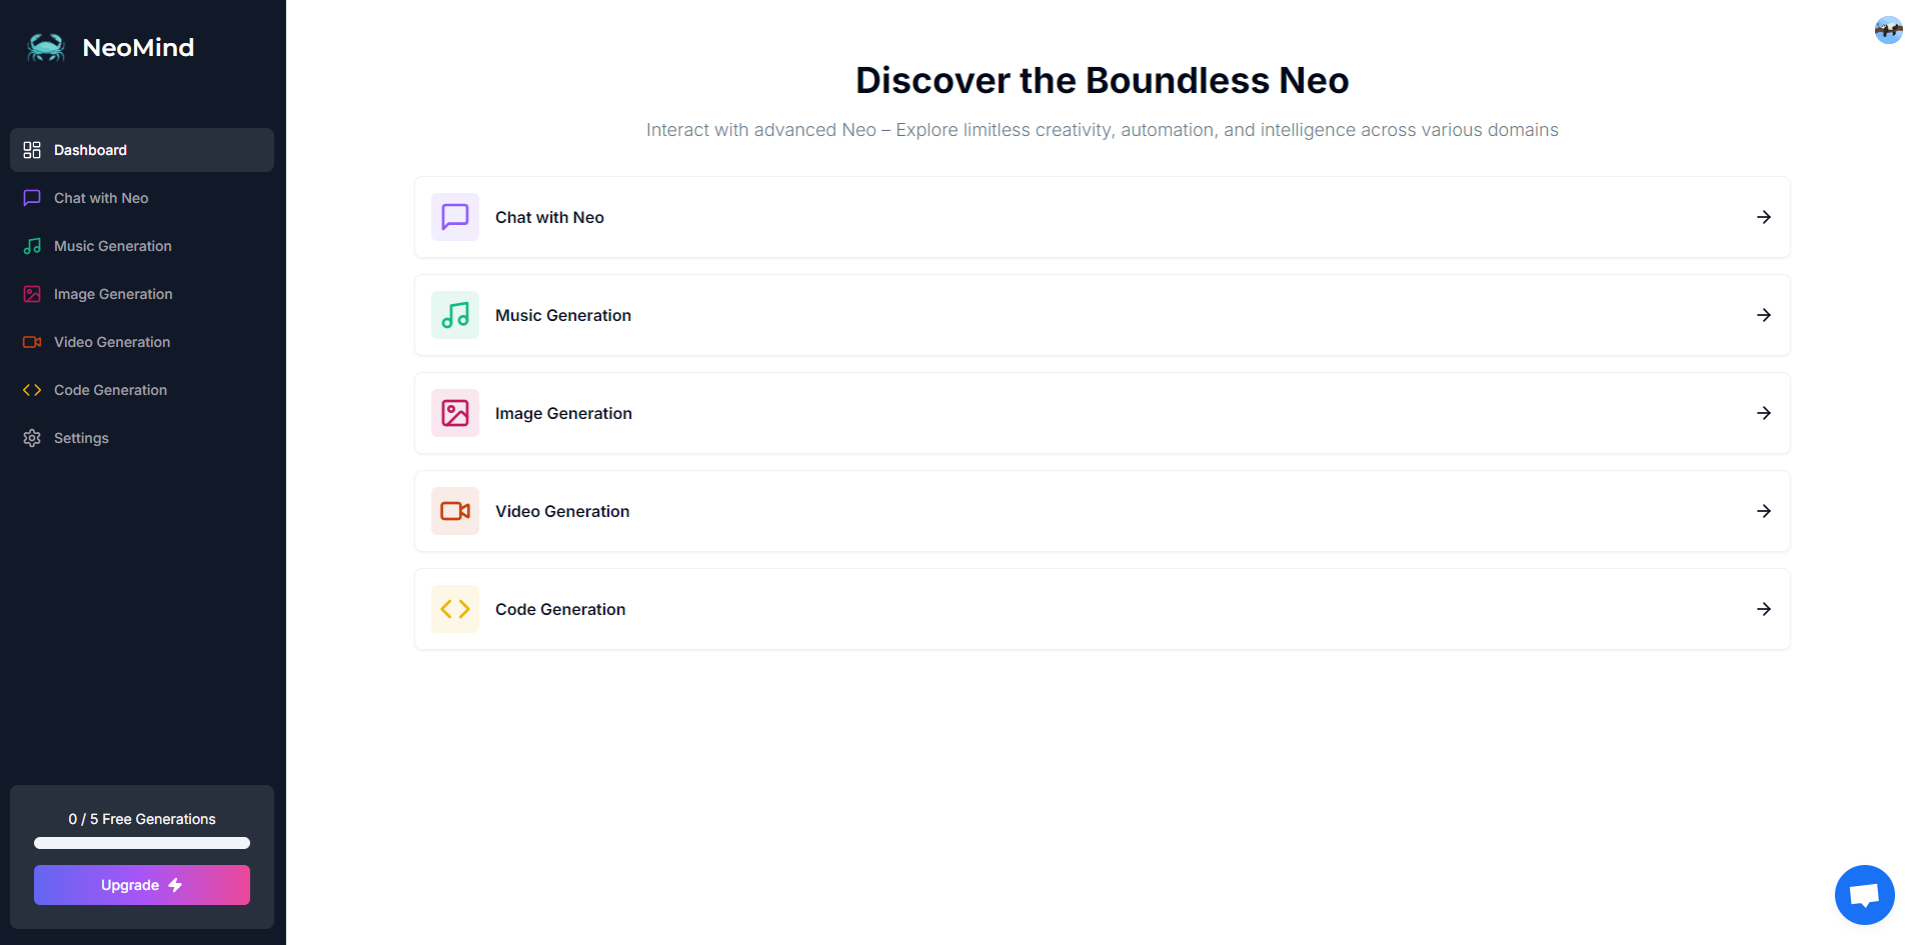 NeoMind
Dashboard
Chat with Neo
Music Generation
Image Generation
Video Generation
Code Generation
Settings
0 / 5 Free Generations
Upgrade
Discover the Boundless Neo
Interact with advanced Neo – Explore limitless creativity, automation, and intelligence across various domains
Chat with Neo
Music Generation
Image Generation
Video Generation
Code Generation